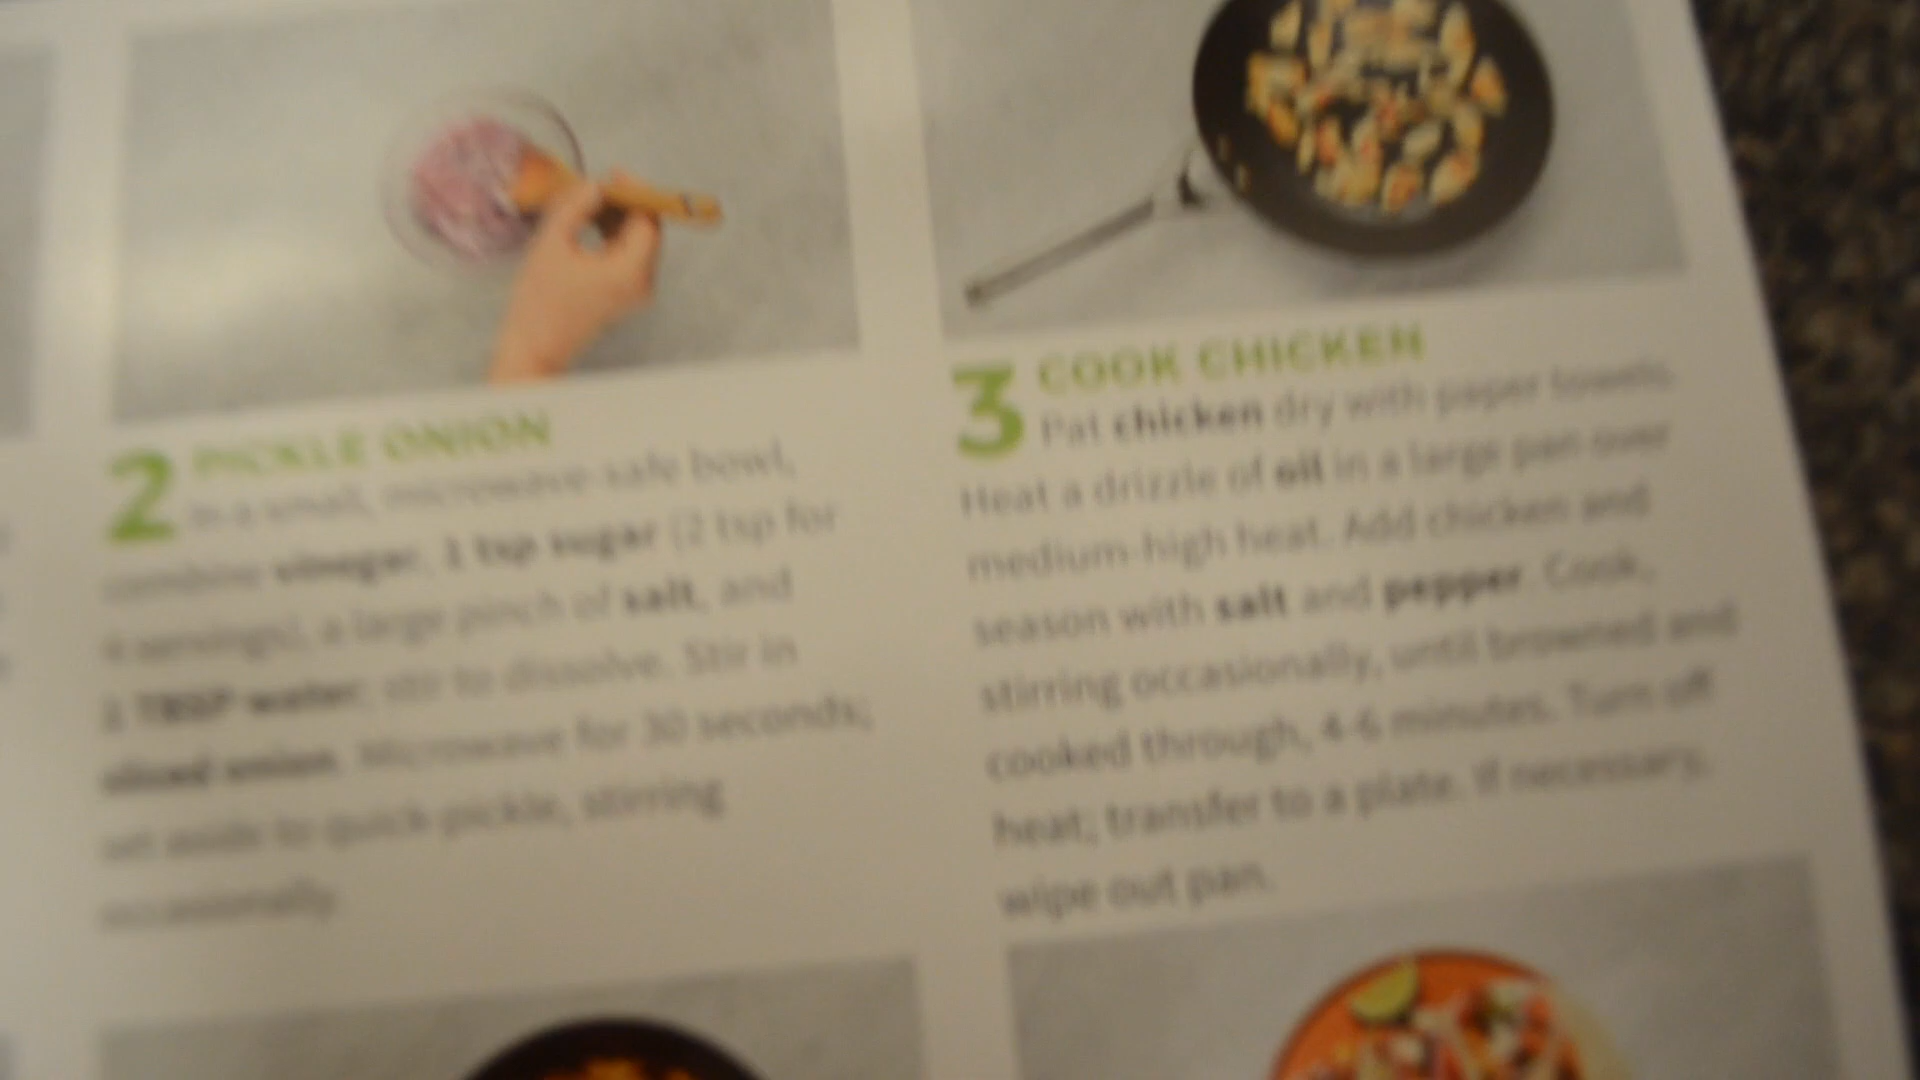 2 PICKLE ONION
In a small, microwave-safe bowl,
combine vinegar, 1 tsp sugar (2 tsp for
4 servings), a large pinch of salt, and
1 TBSP water; stir to dissolve. Stir in
sliced onion. Microwave for 30 seconds;
set aside to quick-pickle, stirring
occasionally.
3 COOK CHICKEN
Pat chicken dry with paper towels.
Heat a drizzle of oil in a large pan over
medium-high heat. Add chicken and
season with salt and pepper. Cook,
stirring occasionally, until browned and
cooked through, 4-6 minutes. Turn off
heat; transfer to a plate. If necessary,
wipe out pan.